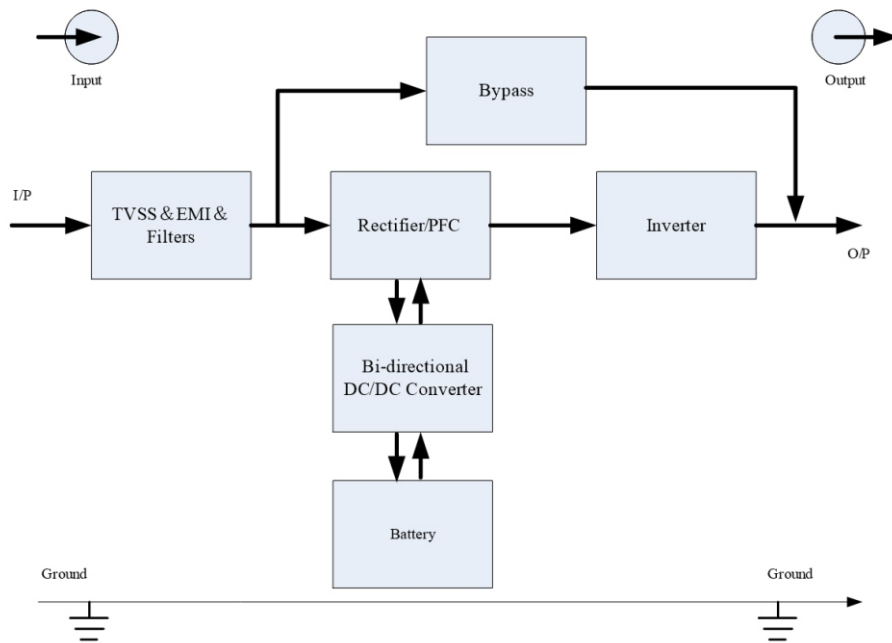 Input
Output
Bypass
I/P
TVSS & EMI &
Filters
Rectifier/PFC
Inverter
O/P
Bi-directional
DC/DC Converter
Battery
Ground
Ground